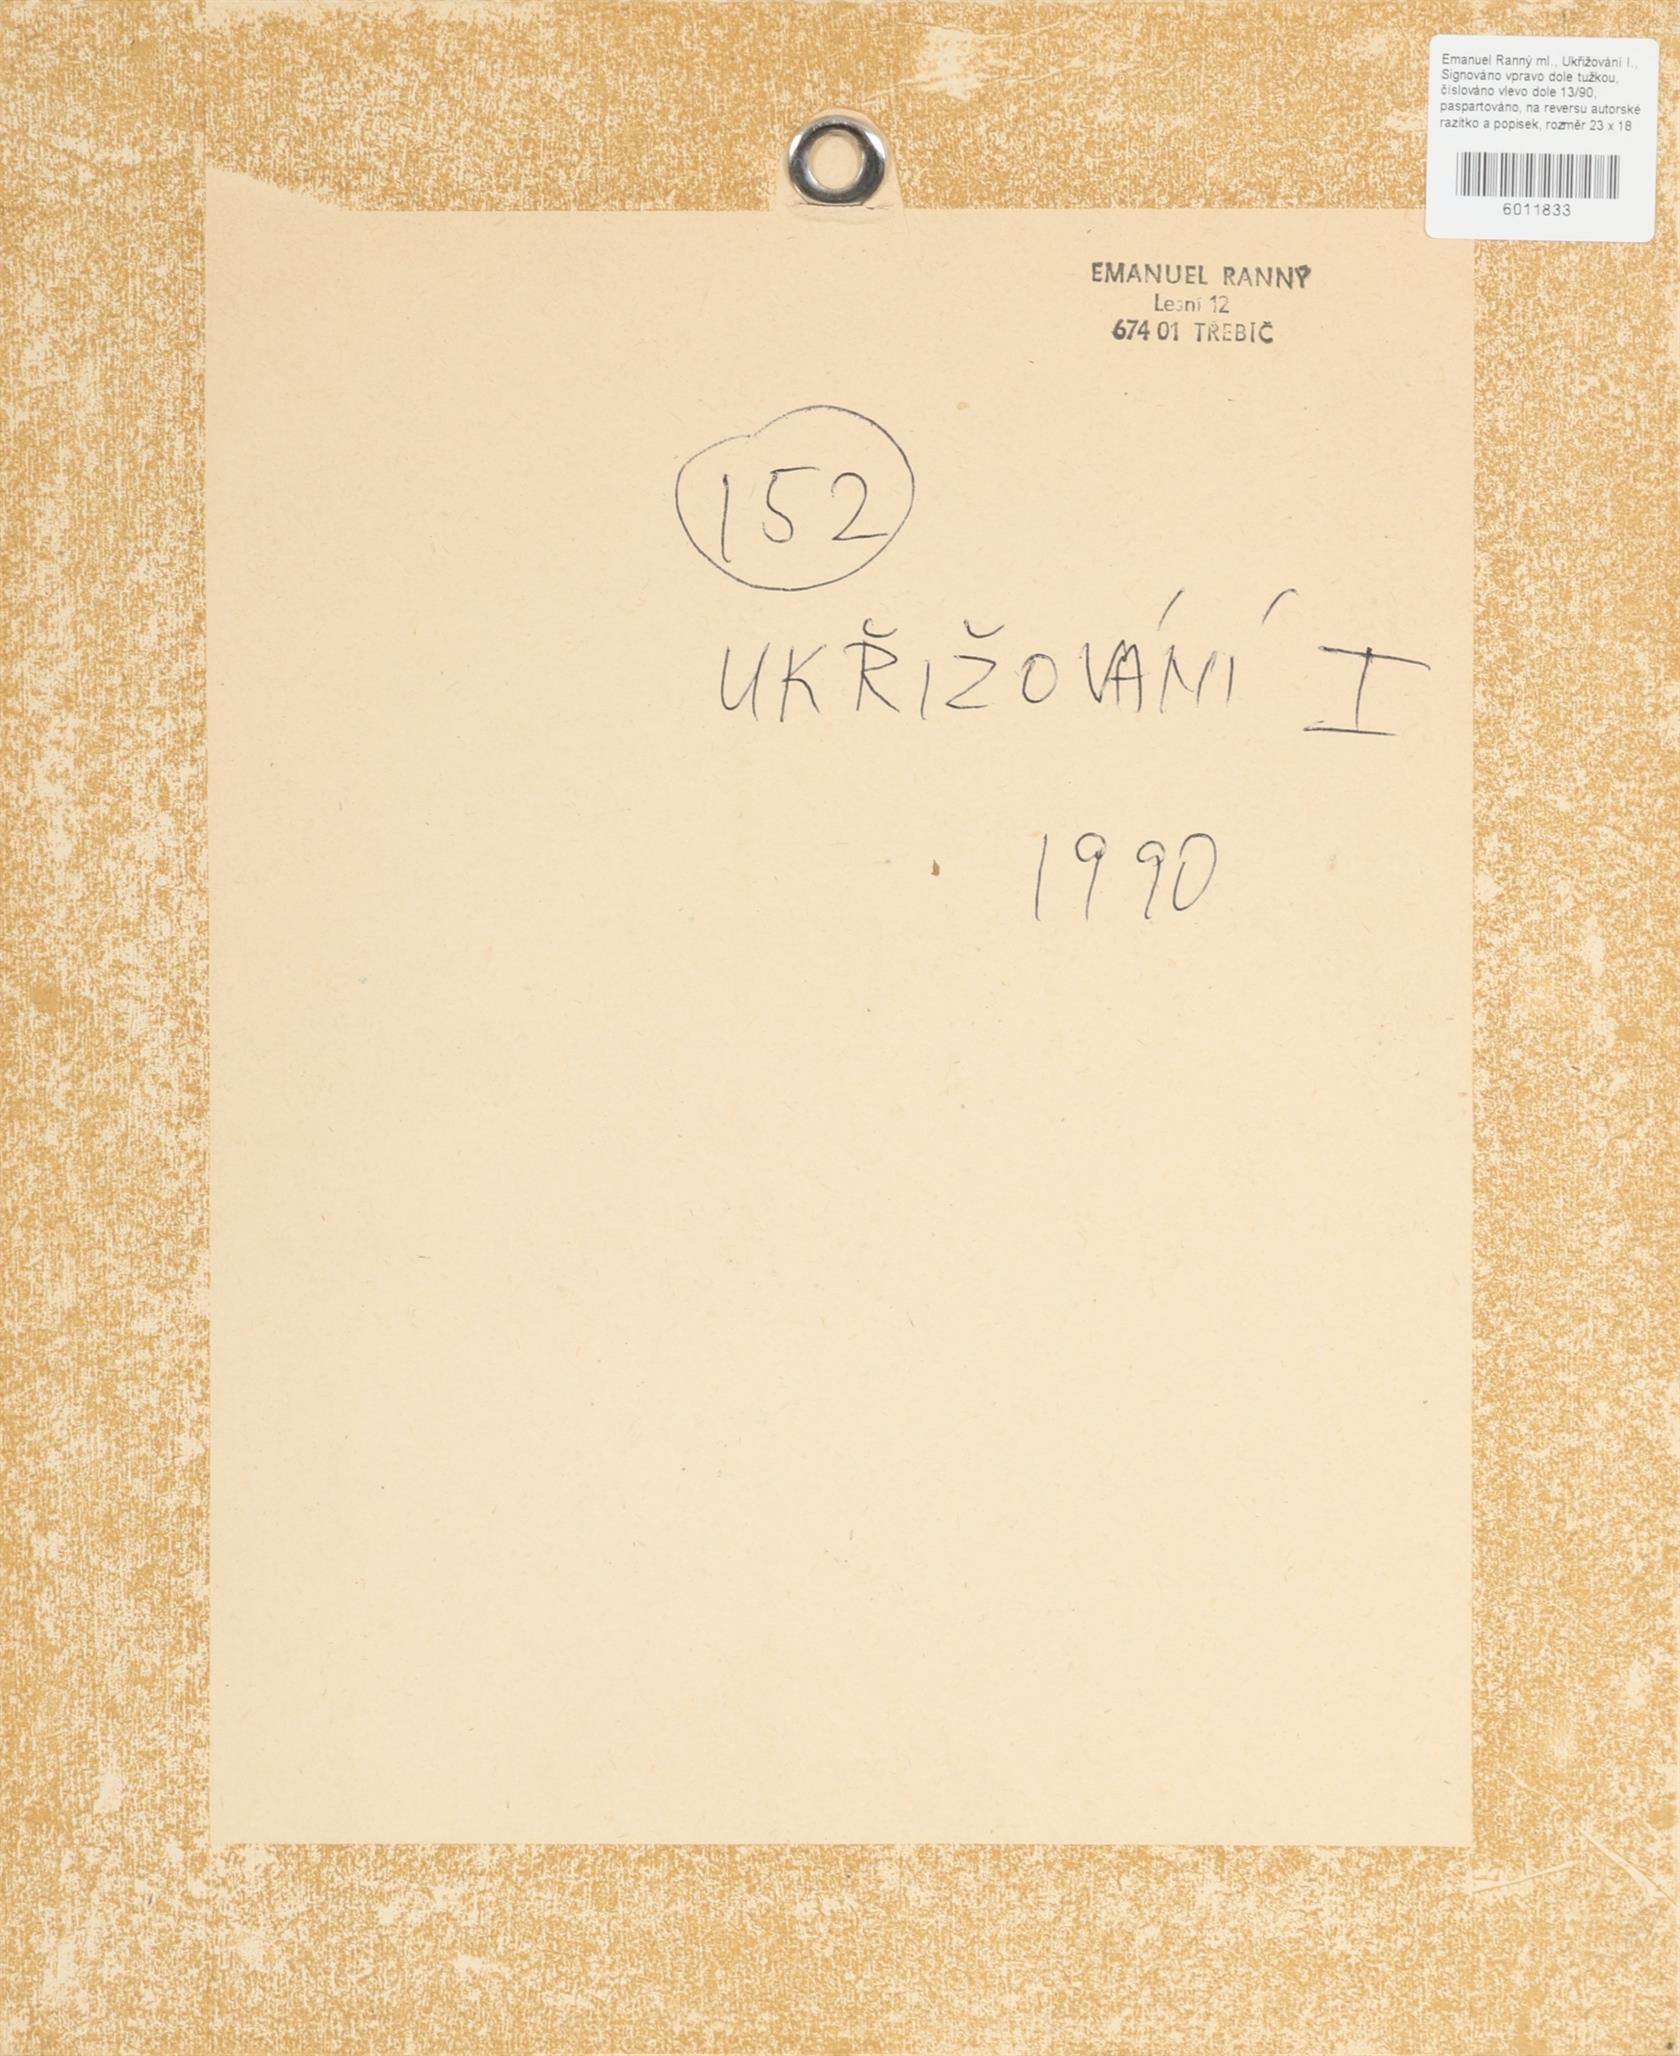 Emanuel Ranný ml., Ukřižování I.,
Signováno vpravo dole tužkou,
číslováno vlevo dole 13/90,
paspartováno, na reversu autorské
razítko a popisek, rozměr 23 x 18
6011833
EMANUEL RANNÝ
Lesní 12
674 01 TŘEBÍČ
152
UKŘIŽOVÁNÍ I
1990